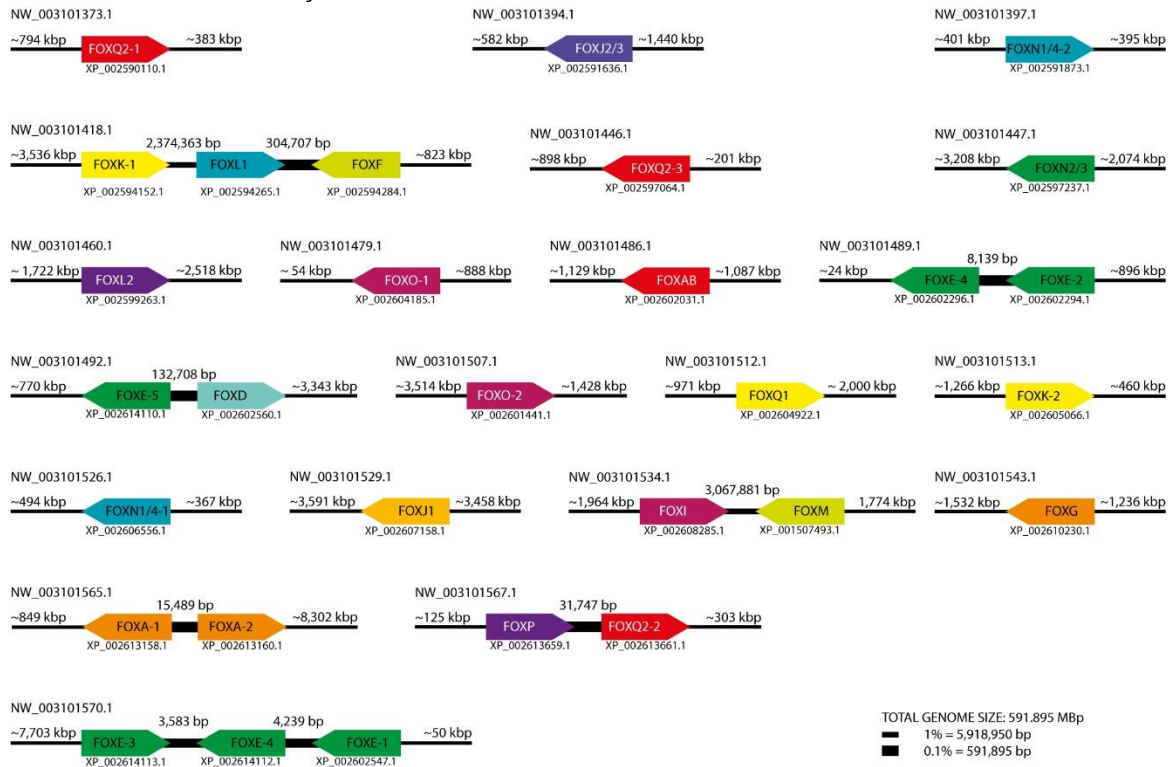 NW_003101373.1
~794 kbp FOXQ2-1 ~383 kbp
XP_002590110.1
NW_003101394.1
~582 kbp FOXJ2/3 ~1,440 kbp
XP_002591636.1
NW_003101397.1
~401 kbp FOXN1/4-2 ~395 kbp
XP_002591873.1
NW_003101418.1
2,374,363 bp 304,707 bp
~3,536 kbp FOXK-1 FOXL1 FOXF ~823 kbp
XP_002594152.1 XP_002594265.1 XP_002594284.1
NW_003101446.1
~898 kbp FOXQ2-3 ~201 kbp
XP_002597064.1
NW_003101447.1
~3,208 kbp FOXN2/3 ~2,074 kbp
XP_002597237.1
NW_003101460.1
~ 1,722 kbp FOXL2 ~2,518 kbp
XP_002599263.1
NW_003101479.1
~ 54 kbp FOXO-1 ~888 kbp
XP_002604185.1
NW_003101486.1
~1,129 kbp FOXAB ~1,087 kbp
XP_002602031.1
NW_003101489.1
8,139 bp
~24 kbp FOXE-4 FOXE-2 ~896 kbp
XP_002602296.1 XP_002602294.1
NW_003101492.1
132,708 bp
~770 kbp FOXE-5 FOXD ~3,343 kbp
XP_002614110.1 XP_002602560.1
NW_003101507.1
~3,514 kbp FOXO-2 ~1,428 kbp
XP_002601441.1
NW_003101512.1
~971 kbp FOXQ1 ~ 2,000 kbp
XP_002604922.1
NW_003101513.1
~1,266 kbp FOXK-2 ~460 kbp
XP_002605066.1
NW_003101526.1
~494 kbp FOXN1/4-1 ~367 kbp
XP_002606556.1
NW_003101529.1
~3,591 kbp FOXJ1 ~3,458 kbp
XP_002607158.1
NW_003101534.1
3,067,881 bp
~1,964 kbp FOXI FOXM 1,774 kbp
XP_002608285.1 XP_001507493.1
NW_003101543.1
~1,532 kbp FOXG ~1,236 kbp
XP_002610230.1
NW_003101565.1
15,489 bp
~849 kbp FOXA-1 FOXA-2 ~8,302 kbp
XP_002613158.1 XP_002613160.1
NW_003101567.1
31,747 bp
~125 kbp FOXP FOXQ2-2 ~303 kbp
XP_002613659.1 XP_002613661.1
NW_003101570.1
3,583 bp 4,239 bp
~7,703 kbp FOXE-3 FOXE-4 FOXE-1 ~50 kbp
XP_002614113.1 XP_002614112.1 XP_002602547.1
TOTAL GENOME SIZE: 591.895 MBp
1% = 5,918,950 bp
0.1% = 591,895 bp